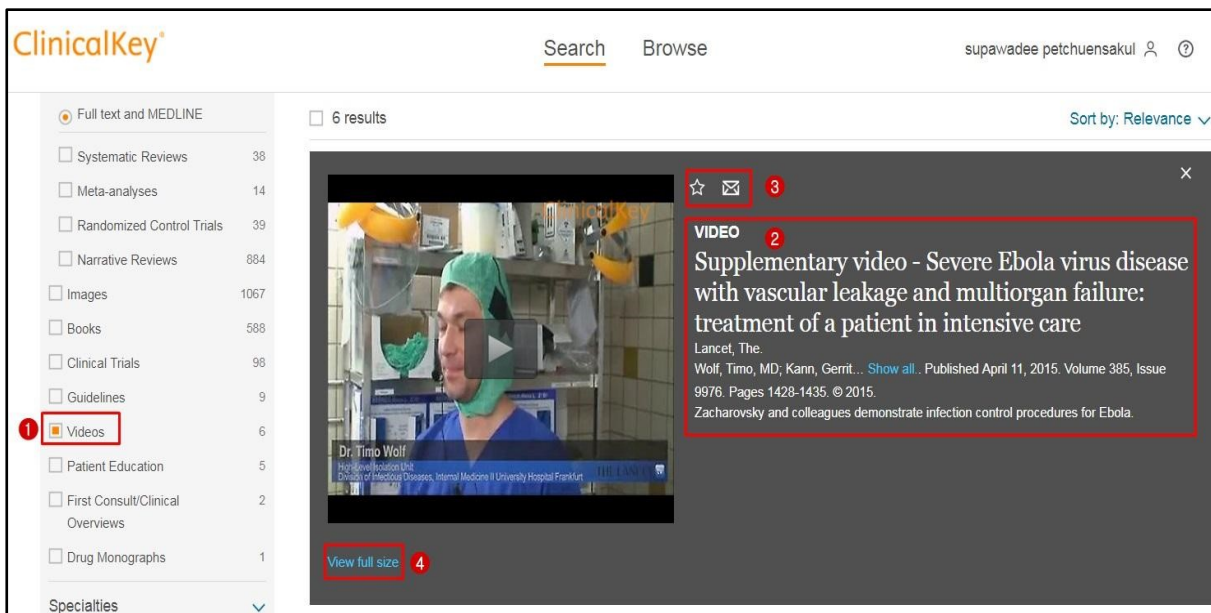 ClinicalKey®
Search Browse
supawadee petchuensakul
Full text and MEDLINE
Systematic Reviews 38
Meta-analyses 14
Randomized Control Trials 39
Narrative Reviews 884
Images 1067
Books 588
Clinical Trials 98
Guidelines 9
1 Videos 6
Patient Education 5
First Consult/Clinical
Overviews 2
Drug Monographs 1
Specialties
6 results
Sort by: Relevance
ClinicalKey
Dr. Timo Wolf
High-Level Isolation Unit
Division of Infectious Diseases, Internal Medicine II University Hospital Frankfurt
THE LANCET
View full size 4
3
VIDEO 2
Supplementary video - Severe Ebola virus disease
with vascular leakage and multiorgan failure:
treatment of a patient in intensive care
Lancet, The.
Wolf, Timo, MD; Kann, Gerrit... Show all.. Published April 11, 2015. Volume 385, Issue
9976. Pages 1428-1435. © 2015.
Zacharovsky and colleagues demonstrate infection control procedures for Ebola.